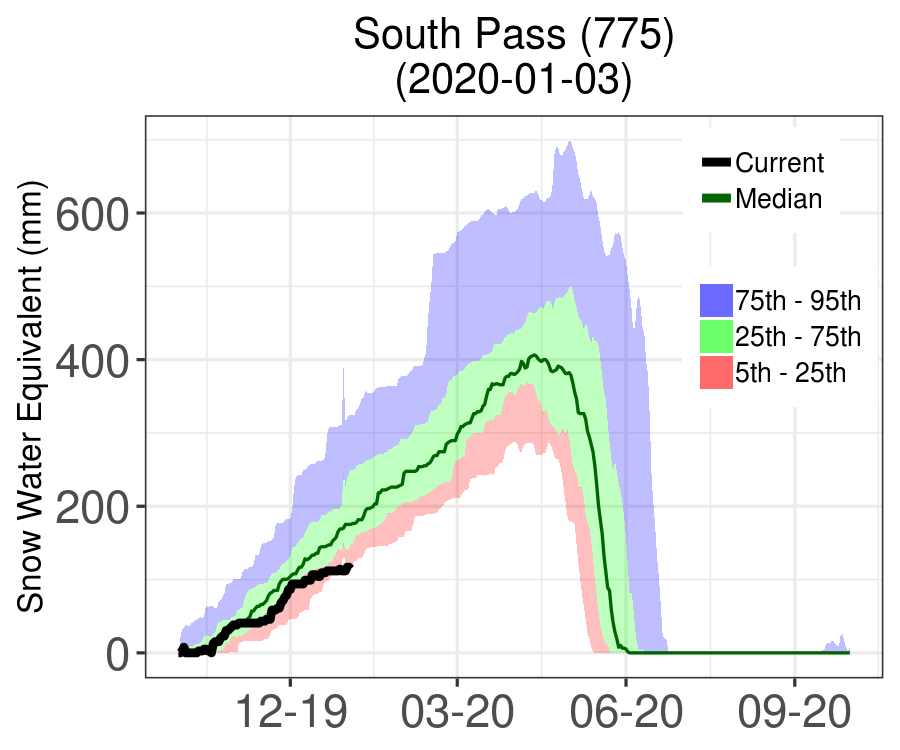 South Pass (775)
(2020-01-03)
Snow Water Equivalent (mm)
600
400
200
0
12-19
03-20
06-20
09-20
Current
Median
75th - 95th
25th - 75th
5th - 25th